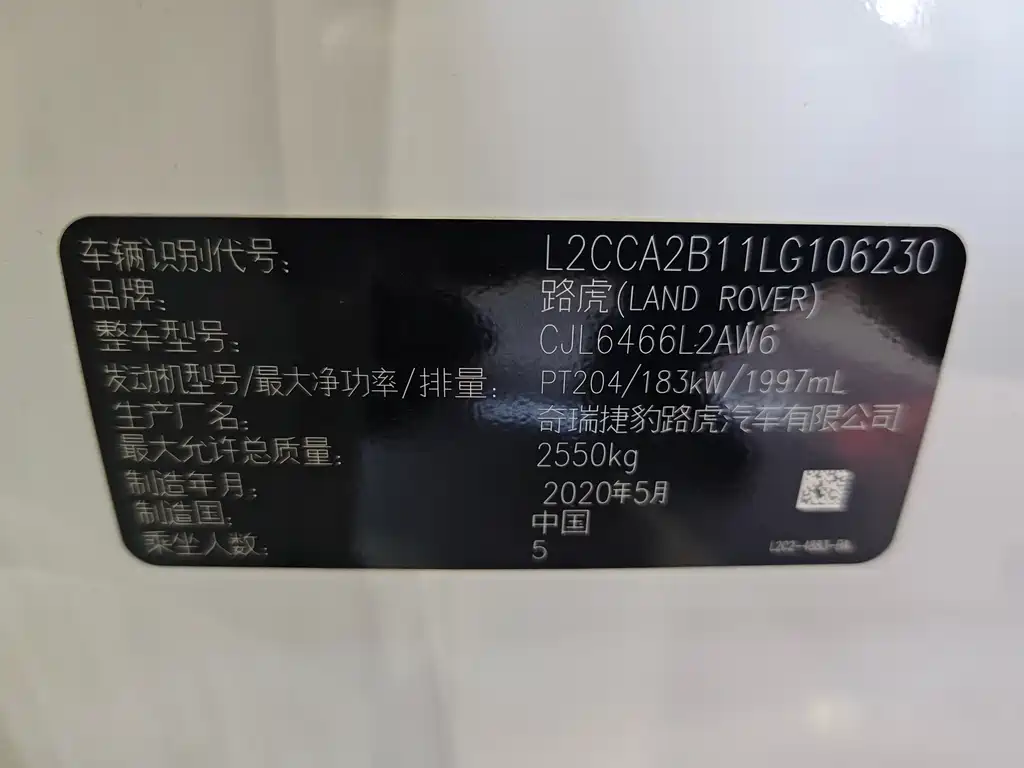 车辆识别代号: L2CCA2B11LG106230
品牌: 路虎(LAND ROVER)
整车型号: CJL6466L2AW6
发动机型号/最大净功率/排量: PT204/183kW/1997mL
生产厂名: 奇瑞捷豹路虎汽车有限公司
最大允许总质量: 2550kg
制造年月: 2020年5月
制造国: 中国
乘坐人数: 5